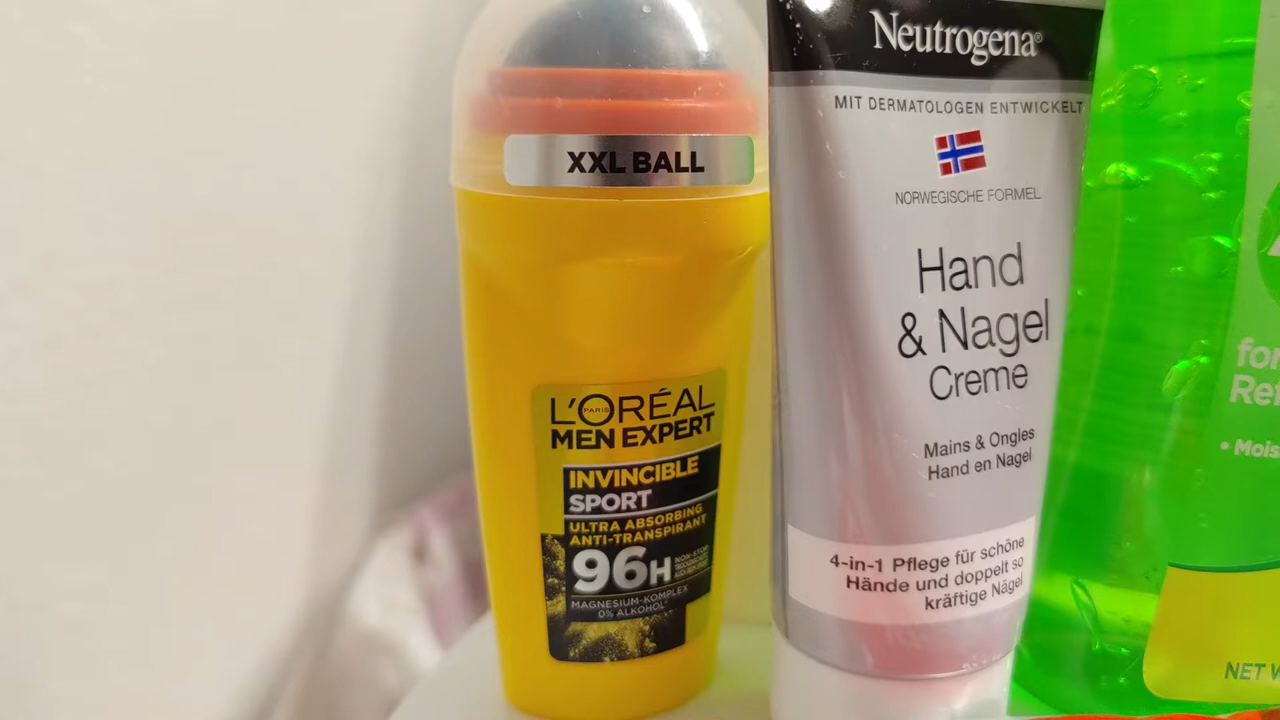 XXL BALL
L'ORÉAL
PARIS
MEN EXPERT
INVINCIBLE
SPORT
ULTRA ABSORBING
ANTI-TRANSPIRANT
96H
NON-STOP
MAGNESIUM-KOMPLEX
0% ALKOHOL*
Neutrogena®
MIT DERMATOLOGEN ENTWICKELT
NORWEGISCHE FORMEL
Hand
& Nagel
Creme
Mains & Ongles
Hand en Nagel
4-in-1 Pflege für schöne
Hände und doppelt so
kräftige Nägel
for
NET